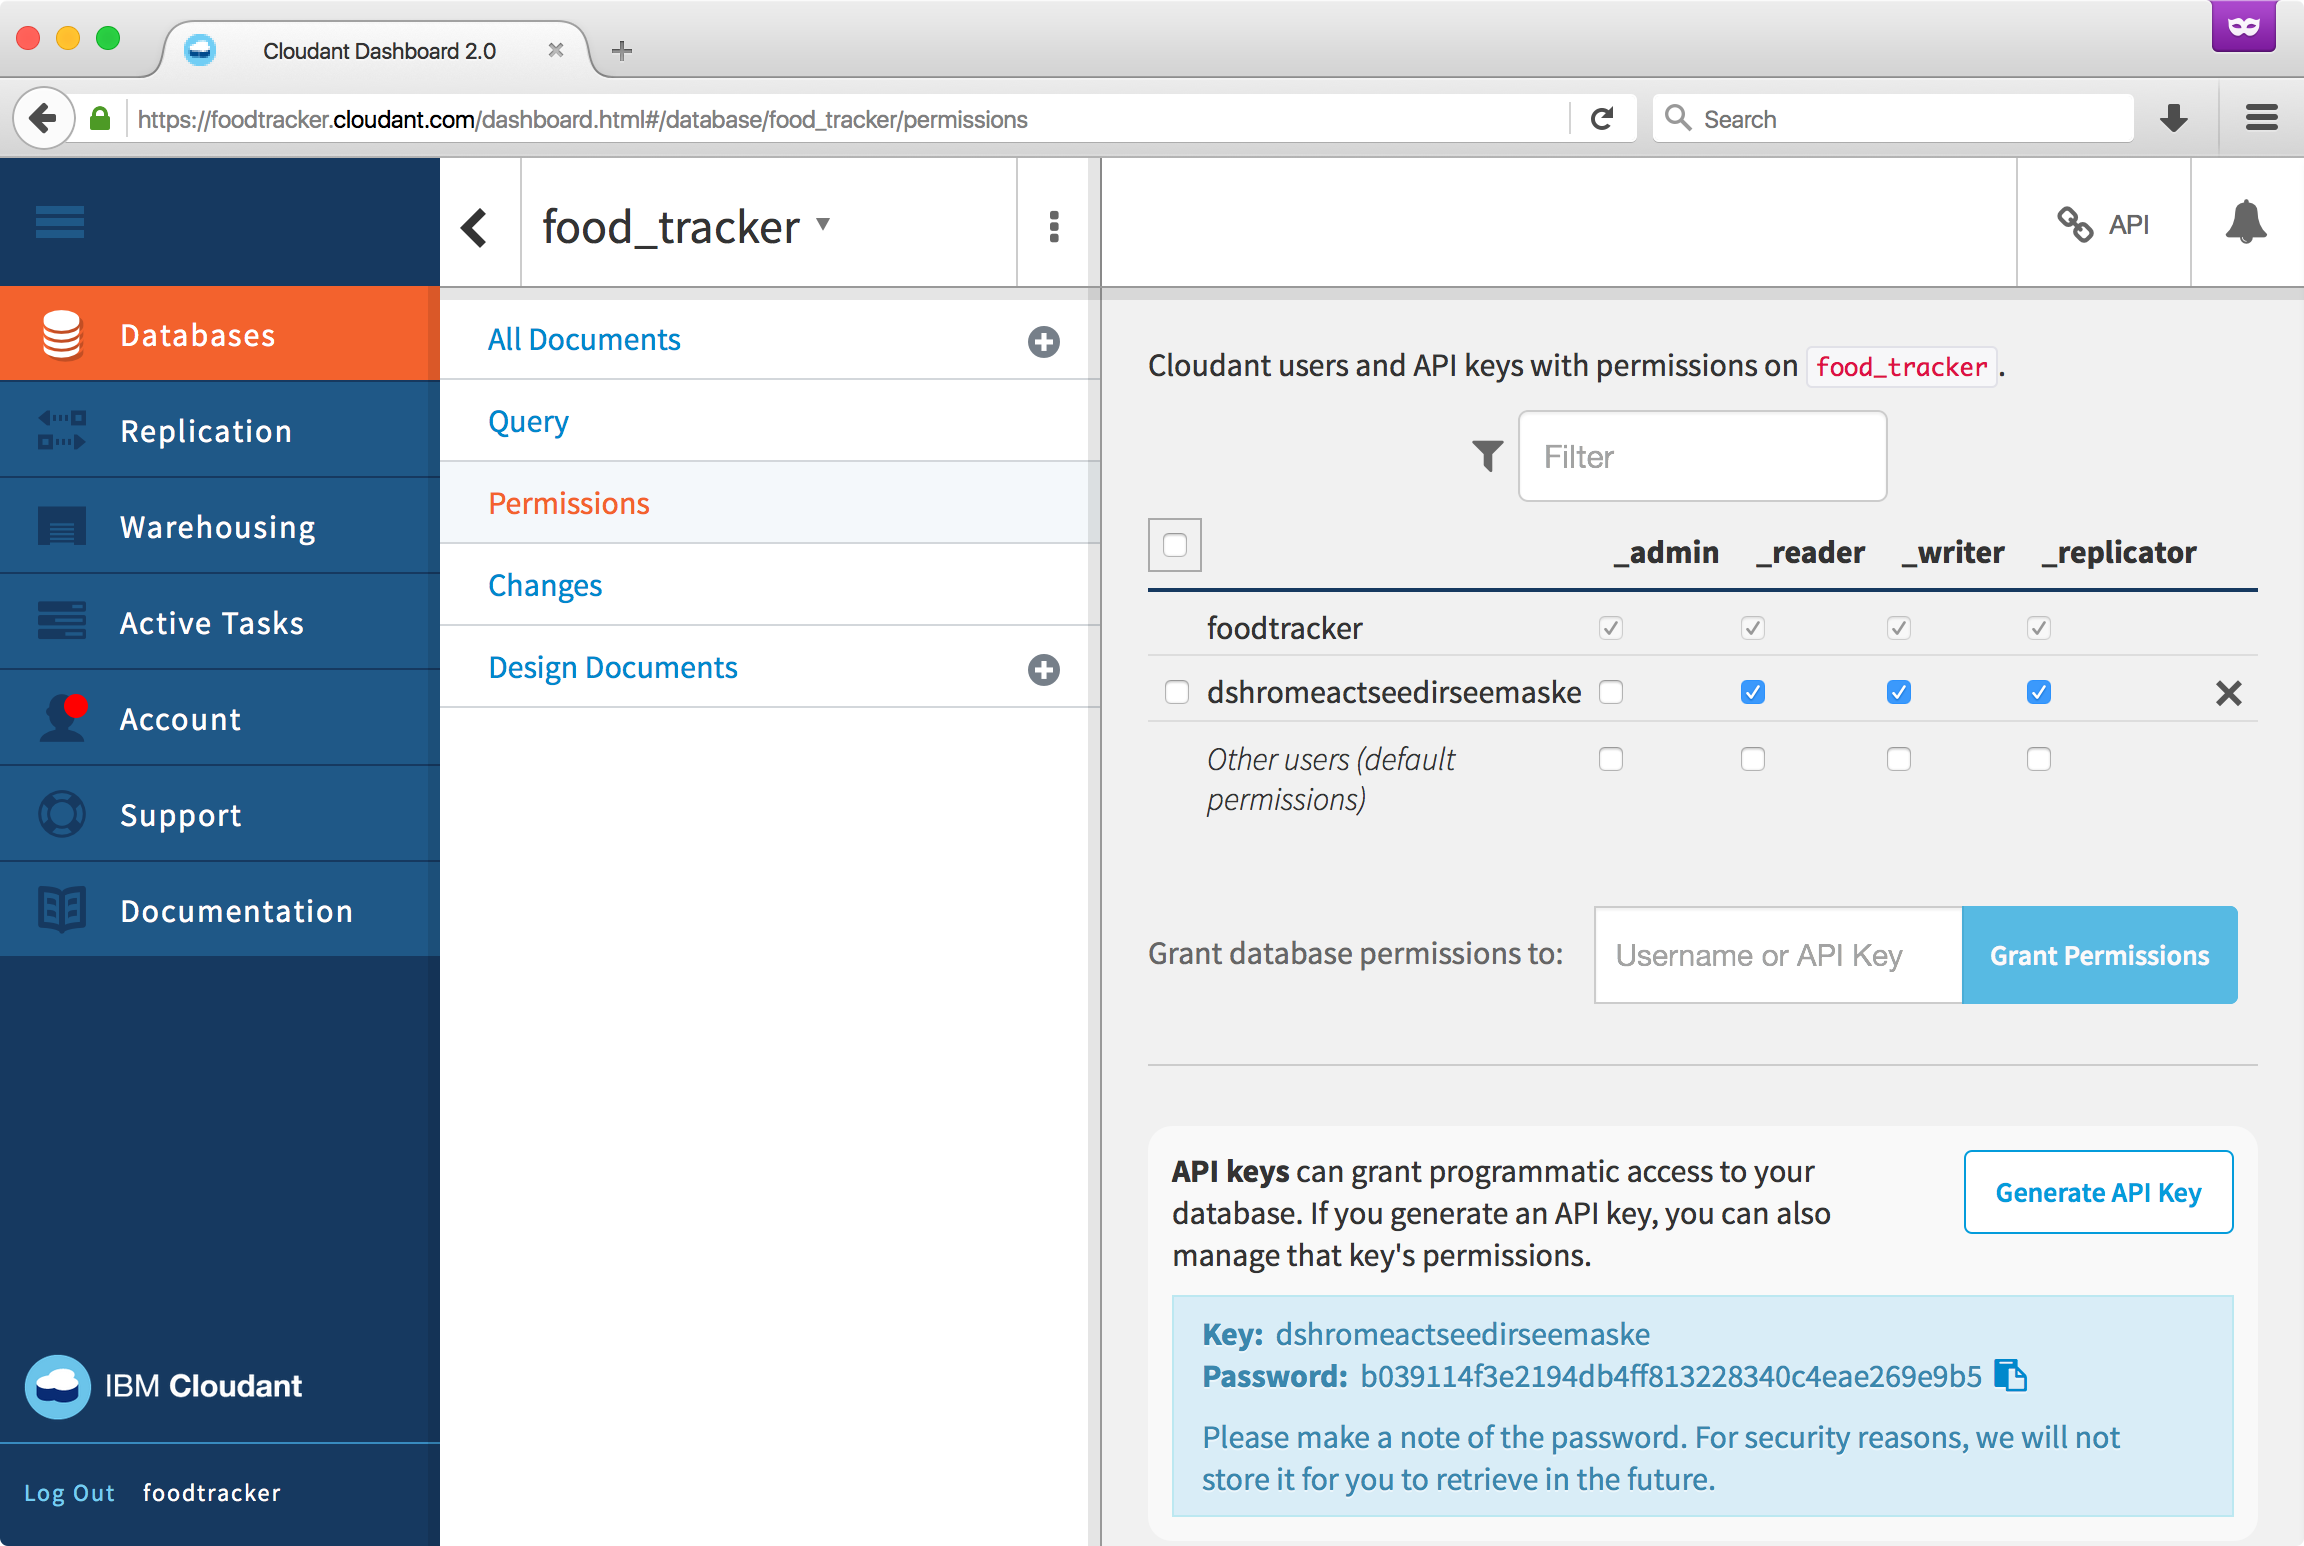 Cloudant Dashboard 2.0
https://foodtracker.cloudant.com/dashboard.html#/database/food_tracker/permissions
Search
food_tracker
API
Databases
Replication
Warehousing
Active Tasks
Account
Support
Documentation
IBM Cloudant
Log Out foodtracker
All Documents
Query
Permissions
Changes
Design Documents
Cloudant users and API keys with permissions on food_tracker.
Filter
_admin _reader _writer _replicator
foodtracker
dshromeactseedirseemaske
Other users (default
permissions)
Grant database permissions to: Username or API Key Grant Permissions
API keys can grant programmatic access to your
database. If you generate an API key, you can also
manage that key's permissions.
Generate API Key
Key: dshromeactseedirseemaske
Password: b039114f3e2194db4ff813228340c4eae269e9b5
Please make a note of the password. For security reasons, we will not
store it for you to retrieve in the future.